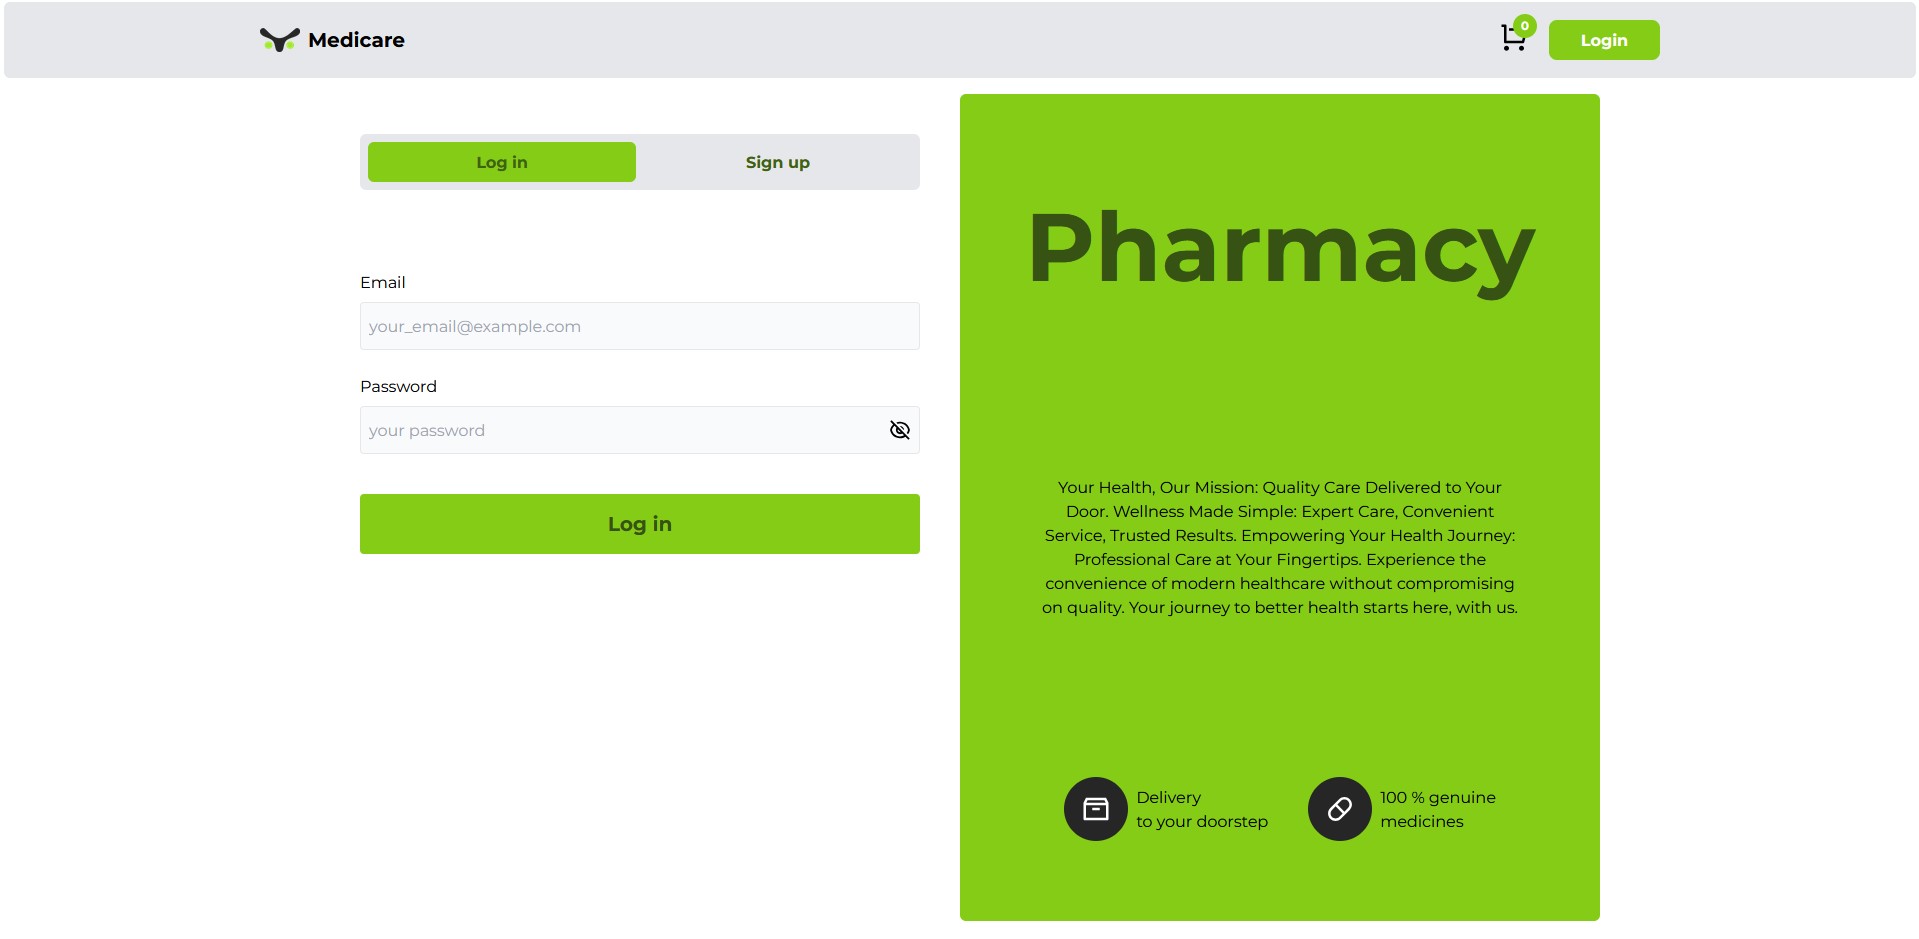 Medicare
0
Login
Log in
Sign up
Email
your_email@example.com
Password
your password
Log in
Pharmacy
Your Health, Our Mission: Quality Care Delivered to Your
Door. Wellness Made Simple: Expert Care, Convenient
Service, Trusted Results. Empowering Your Health Journey:
Professional Care at Your Fingertips. Experience the
convenience of modern healthcare without compromising
on quality. Your journey to better health starts here, with us.
Delivery
to your doorstep
100 % genuine
medicines